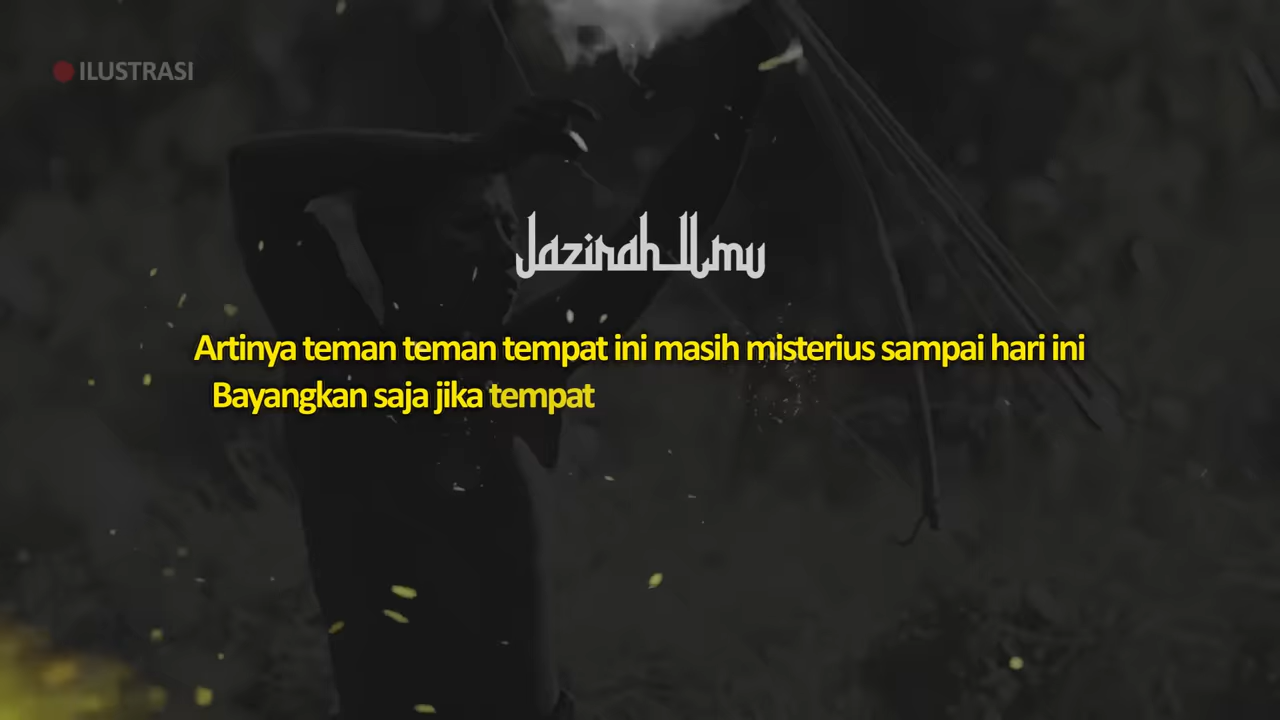 ILUSTRASI
Jazirah Ilmu
Artinya teman teman tempat ini masih misterius sampai hari ini
Bayangkan saja jika tempat